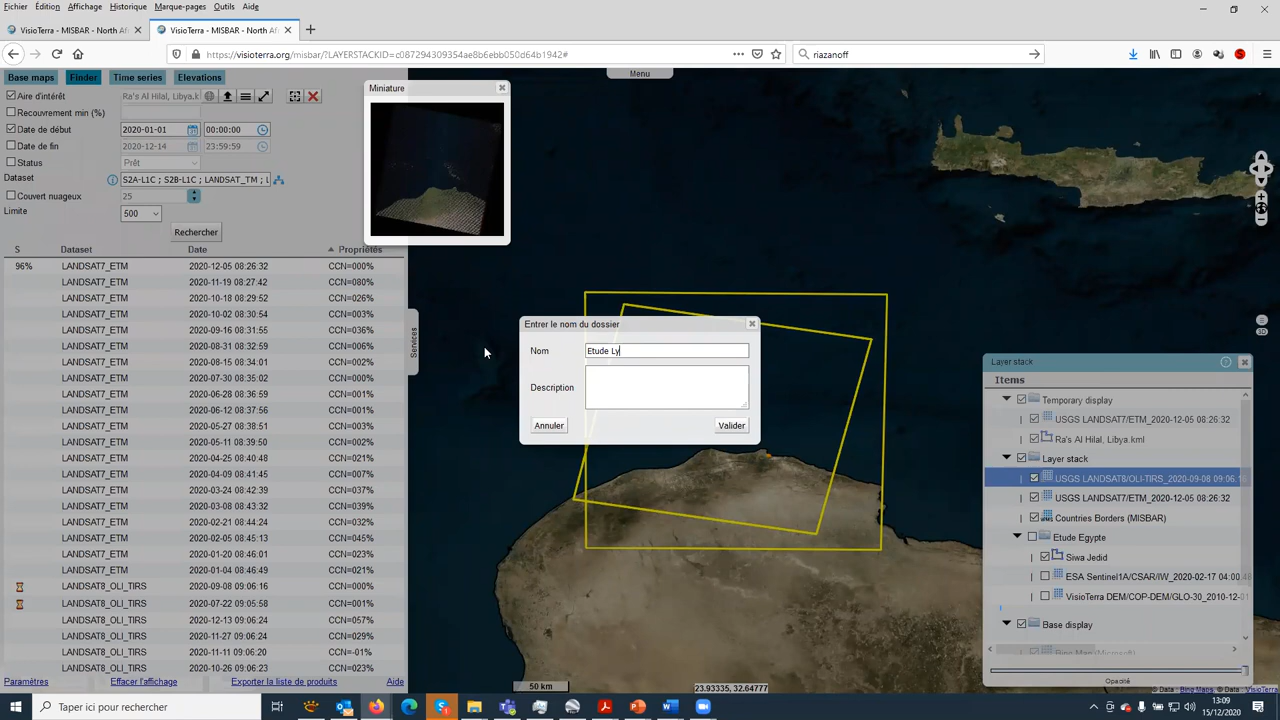 Fichier Édition Affichage Historique Marque-pages Outils Aide
VisioTerra - MISBAR - North Af
VisioTerra - MISBAR - North Af
https://visioterra.org/misbar/?LAYERSTACKID=c087294309354ae8b6ebb050d64b1942#
riazanoff
Base maps Finder Time series Elevations
Menu
Aire d'intérêt Ra's Al Hilal, Libya.k
Recouvrement min (%)
Date de début 2020-01-01 00:00:00
Date de fin 2020-12-14 23:59:59
Status Prêt
Dataset S2A-L1C ; S2B-L1C ; LANDSAT_TM ; L
Couvert nuageux 25
Limite 500
Rechercher
S Dataset Date Propriétés
96% LANDSAT7_ETM 2020-12-05 08:26:32 CCN=000%
LANDSAT7_ETM 2020-11-19 08:27:42 CCN=080%
LANDSAT7_ETM 2020-10-18 08:29:52 CCN=026%
LANDSAT7_ETM 2020-10-02 08:30:54 CCN=003%
LANDSAT7_ETM 2020-09-16 08:31:55 CCN=036%
LANDSAT7_ETM 2020-08-31 08:32:59 CCN=006%
LANDSAT7_ETM 2020-08-15 08:34:01 CCN=002%
LANDSAT7_ETM 2020-07-30 08:35:02 CCN=000%
LANDSAT7_ETM 2020-06-28 08:36:59 CCN=001%
LANDSAT7_ETM 2020-06-12 08:37:56 CCN=001%
LANDSAT7_ETM 2020-05-27 08:38:51 CCN=003%
LANDSAT7_ETM 2020-05-11 08:39:50 CCN=002%
LANDSAT7_ETM 2020-04-25 08:40:48 CCN=021%
LANDSAT7_ETM 2020-04-09 08:41:45 CCN=007%
LANDSAT7_ETM 2020-03-24 08:42:37 CCN=042%
LANDSAT7_ETM 2020-03-08 08:43:32 CCN=039%
LANDSAT7_ETM 2020-02-21 08:44:24 CCN=032%
LANDSAT7_ETM 2020-02-05 08:45:13 CCN=045%
LANDSAT7_ETM 2020-01-20 08:46:01 CCN=023%
LANDSAT7_ETM 2020-01-04 08:46:49 CCN=021%
LANDSAT8_OLI_TIRS 2020-09-08 09:06:16 CCN=000%
LANDSAT8_OLI_TIRS 2020-07-22 09:05:58 CCN=001%
LANDSAT8_OLI_TIRS 2020-12-13 09:06:24 CCN=057%
LANDSAT8_OLI_TIRS 2020-11-27 09:06:24 CCN=029%
LANDSAT8_OLI_TIRS 2020-11-11 09:06:20 CCN=-01%
LANDSAT8_OLI_TIRS 2020-10-26 09:06:23 CCN=023%
Paramètres Effacer l'affichage Exporter la liste de produits Aide
Services
Miniature
Entrer le nom du dossier
Nom Etude Ly
Description
Annuler Valider
3D
Layer stack
Items
Temporary display
USGS LANDSAT7/ETM_2020-12-05 08:26:32
Ra's Al Hilal, Libya.kml
Layer stack
USGS LANDSAT8/OLI-TIRS_2020-09-08 09:06:1
USGS LANDSAT7/ETM_2020-12-05 08:26:32
Countries Borders (MISBAR)
Etude Egypte
Siwa Jedid
ESA Sentinel1A/CSAR/IW_2020-02-17 04:00:48
VisioTerra DEM/COP-DEM/GLO-30_2010-12-01
Base display
Bing Map (Microsoft)
Opacité
50 km
23.93335, 32.64777
© Data : Bing Maps, © Data : VisioTerra
Taper ici pour rechercher
13:09
15/12/2020